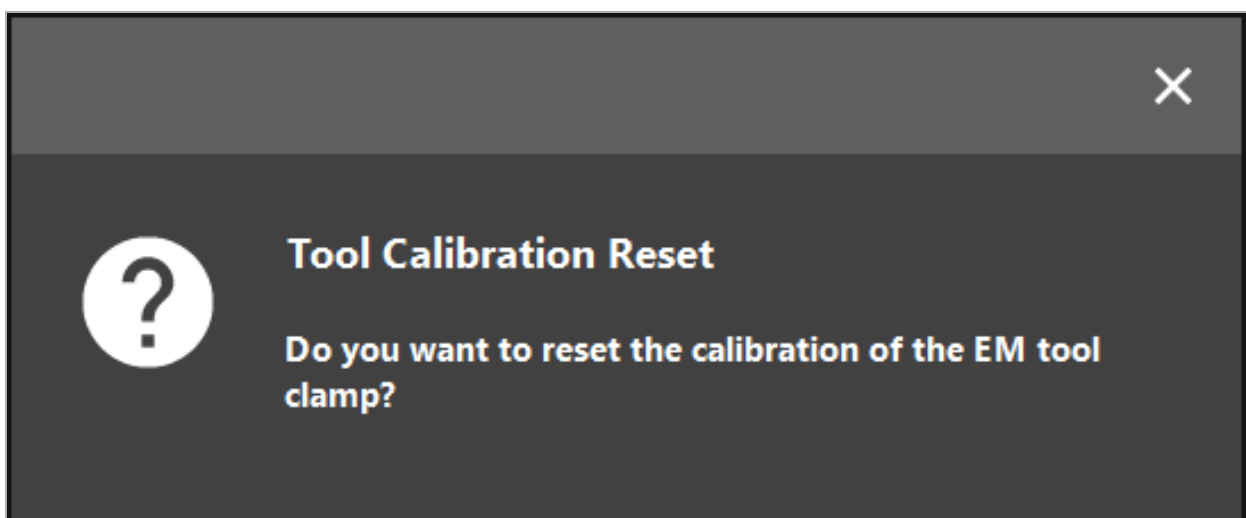 Tool Calibration Reset
Do you want to reset the calibration of the EM tool
clamp?